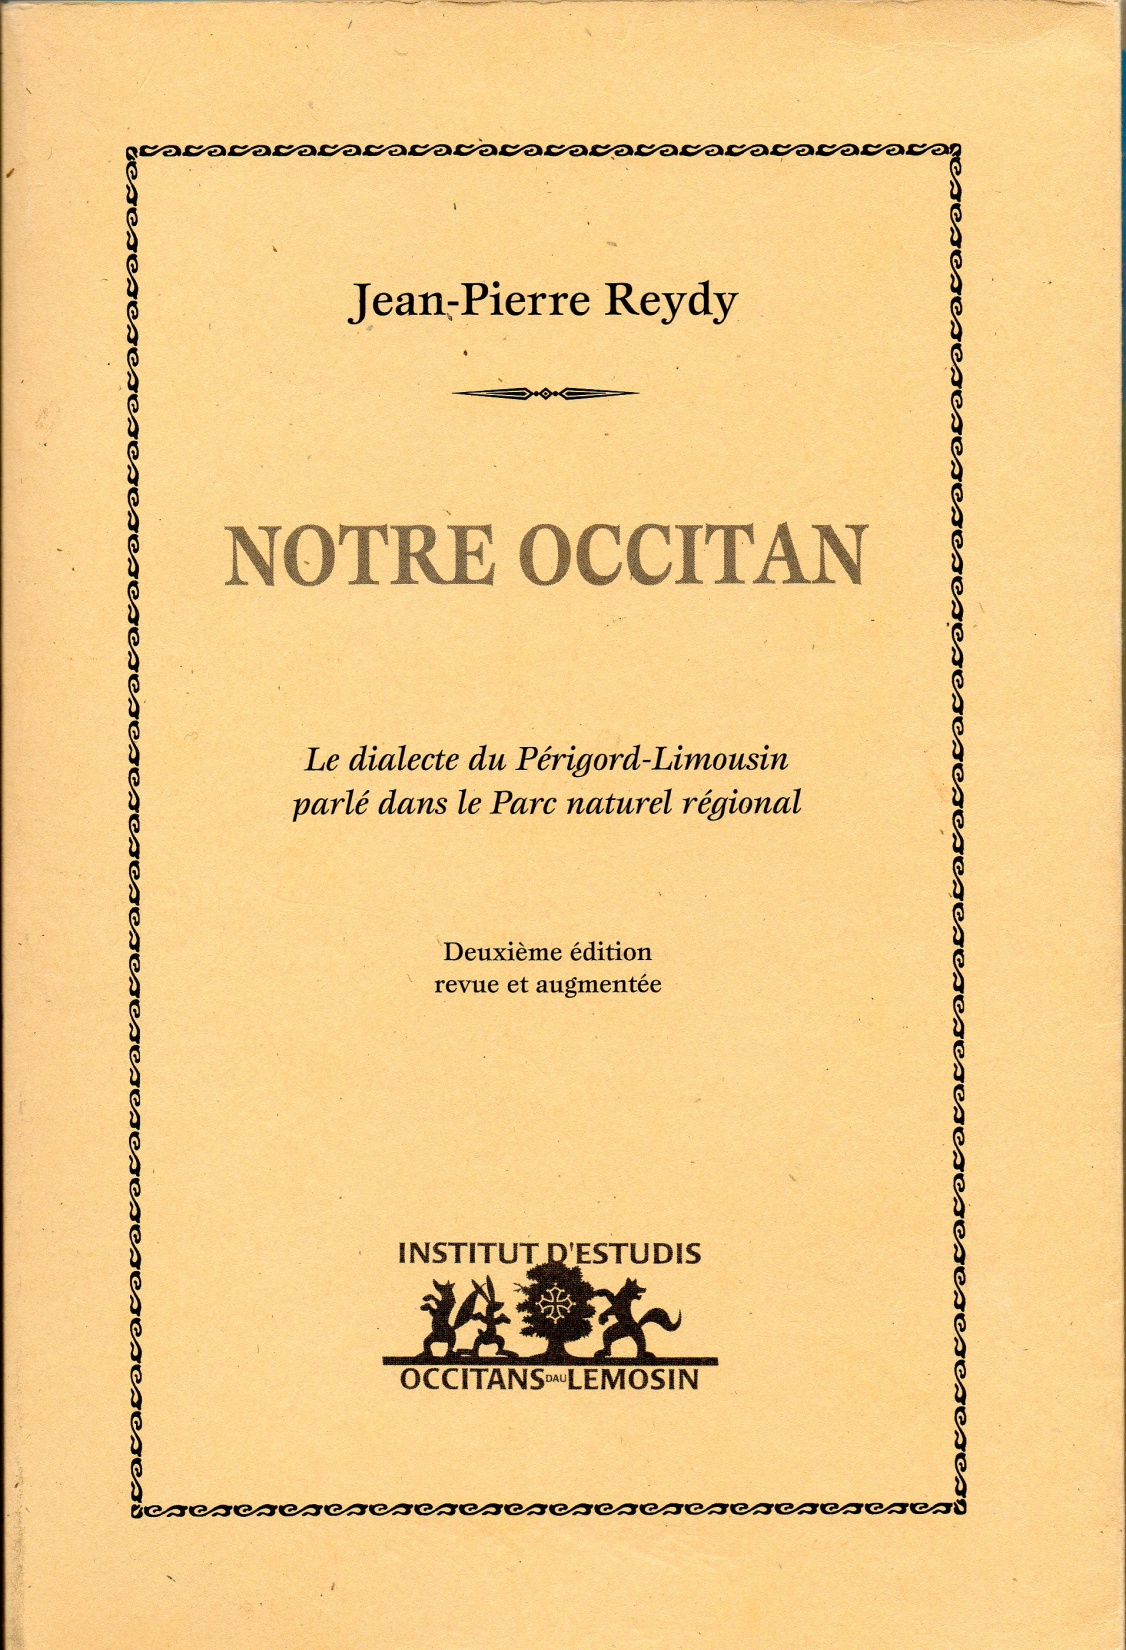 Jean-Pierre Reydy
NOTRE OCCITAN
Le dialecte du Périgord-Limousin
parlé dans le Parc naturel régional
Deuxième édition
revue et augmentée
INSTITUT D'ESTUDIS
OCCITANS DAU LEMOSIN